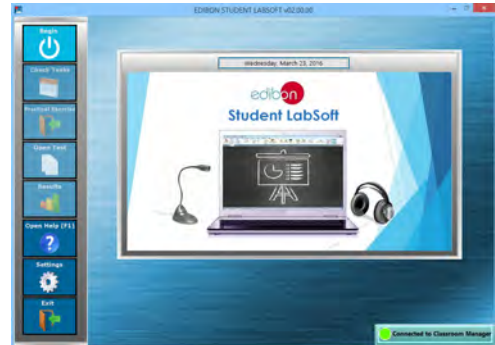 EDIBON STUDENT LABSOFT v02.00.00
Begin
Check Tests
Practical Exercise
Open Test
Results
Open Help (F1)
Settings
Exit
Wednesday, March 23, 2016
edibon
Student LabSoft
Connected to Classroom Manager